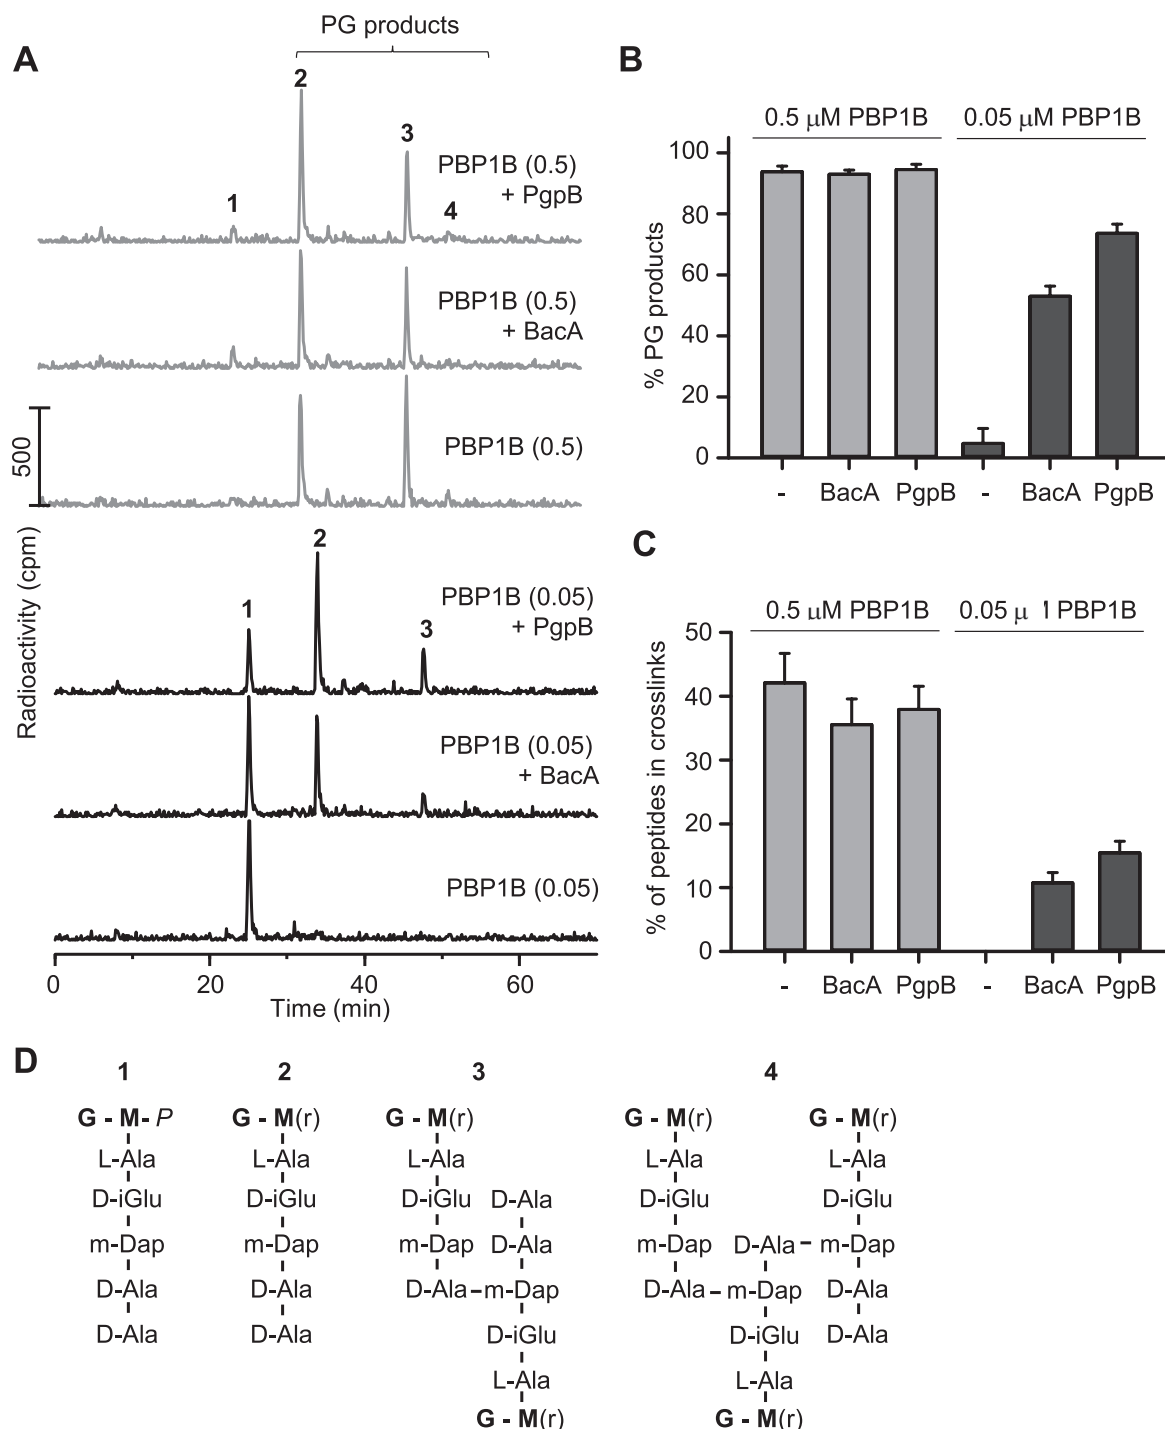 PG products
A
2
3
1
4
PBP1B (0.5)
+ PgpB
PBP1B (0.5)
+ BacA
PBP1B (0.5)
500
Radioactivity (cpm)
2
1
3
PBP1B (0.05)
+ PgpB
PBP1B (0.05)
+ BacA
PBP1B (0.05)
0 20 40 60
Time (min)
B
0.5 µM PBP1B 0.05 µM PBP1B
% PG products
100
80
60
40
20
0
- BacA PgpB - BacA PgpB
C
0.5 µM PBP1B 0.05 µ l PBP1B
% of peptides in crosslinks
50
40
30
20
10
0
- BacA PgpB - BacA PgpB
D
1 2 3 4
G - M- P G - M(r) G - M(r) G - M(r) G - M(r)
L-Ala L-Ala L-Ala L-Ala L-Ala
D-iGlu D-iGlu D-iGlu D-Ala D-iGlu D-iGlu
m-Dap m-Dap m-Dap D-Ala m-Dap D-Ala – m-Dap
D-Ala D-Ala D-Ala – m-Dap D-Ala – m-Dap D-Ala
D-Ala D-Ala D-iGlu D-iGlu D-Ala
L-Ala L-Ala
G - M(r) G - M(r)